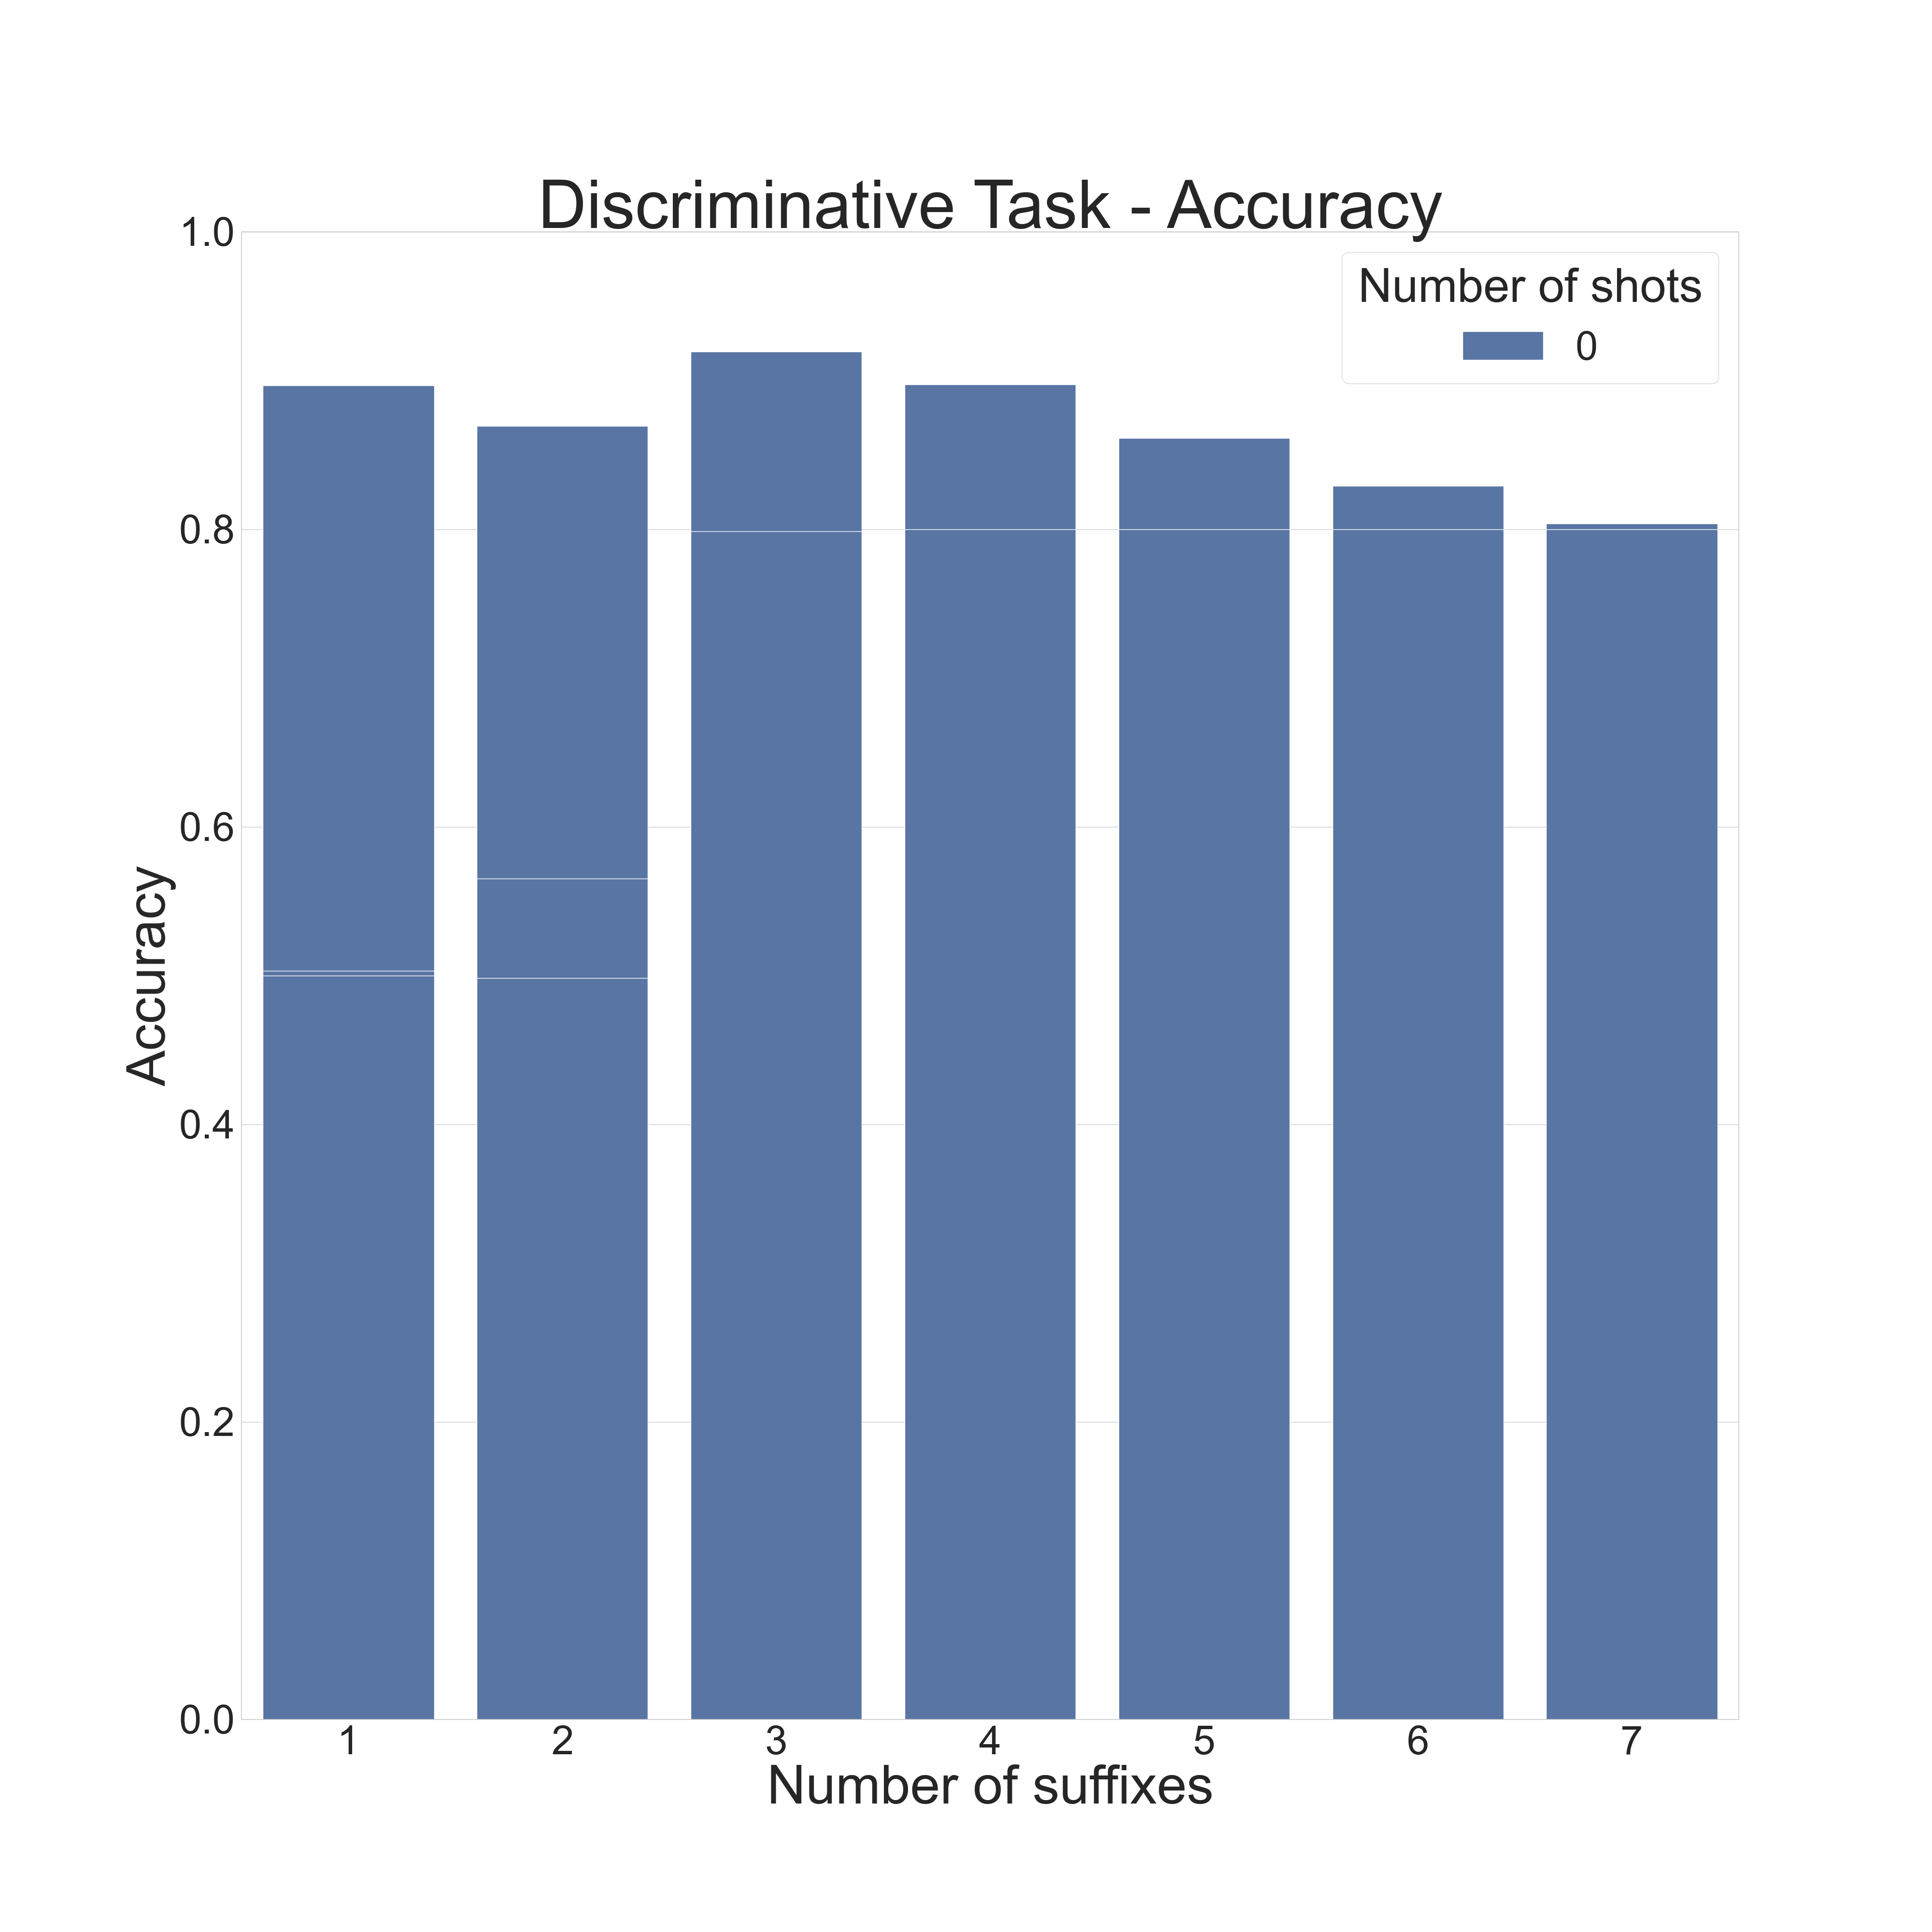 Discriminative Task - Accuracy
1.0
Number of shots
0
0.8
0.6
Accuracy
0.4
0.2
0.0
1 2 3 4 5 6 7
Number of suffixes